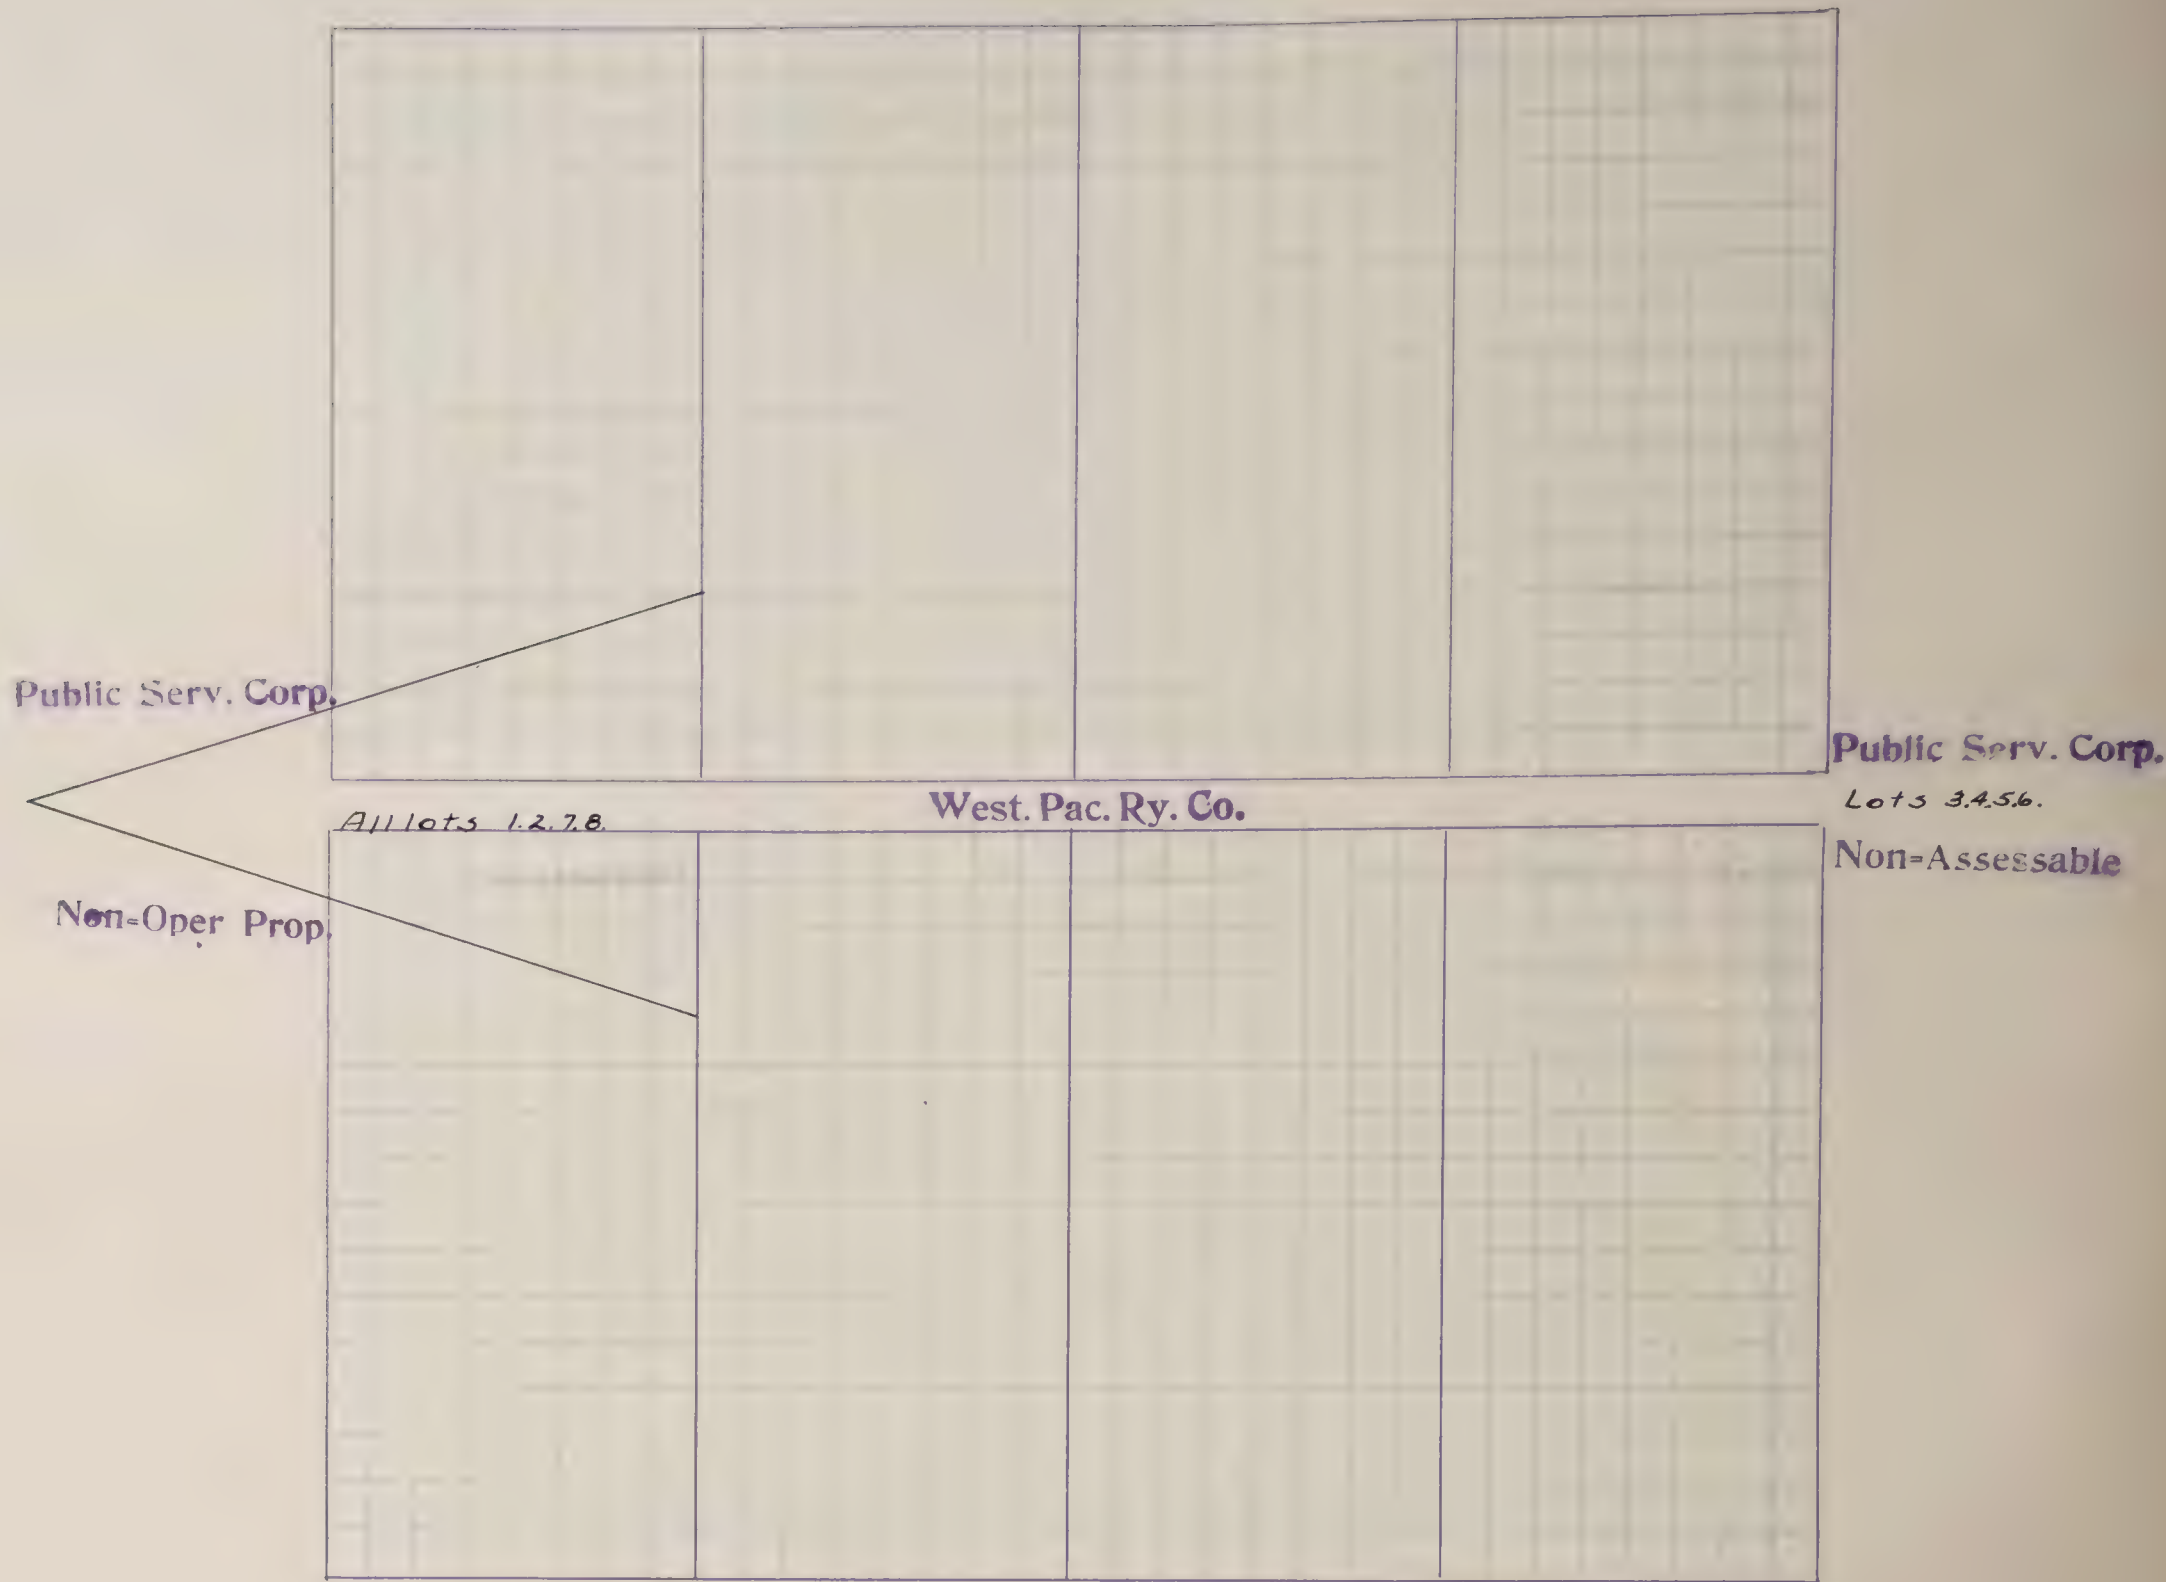 Public Serv. Corp.
Public Serv. Corp.
West. Pac. Ry. Co.
Lots 3.4.5.6.
All lots 1.2.7.8.
Non=Assessable
Non=Oper Prop.